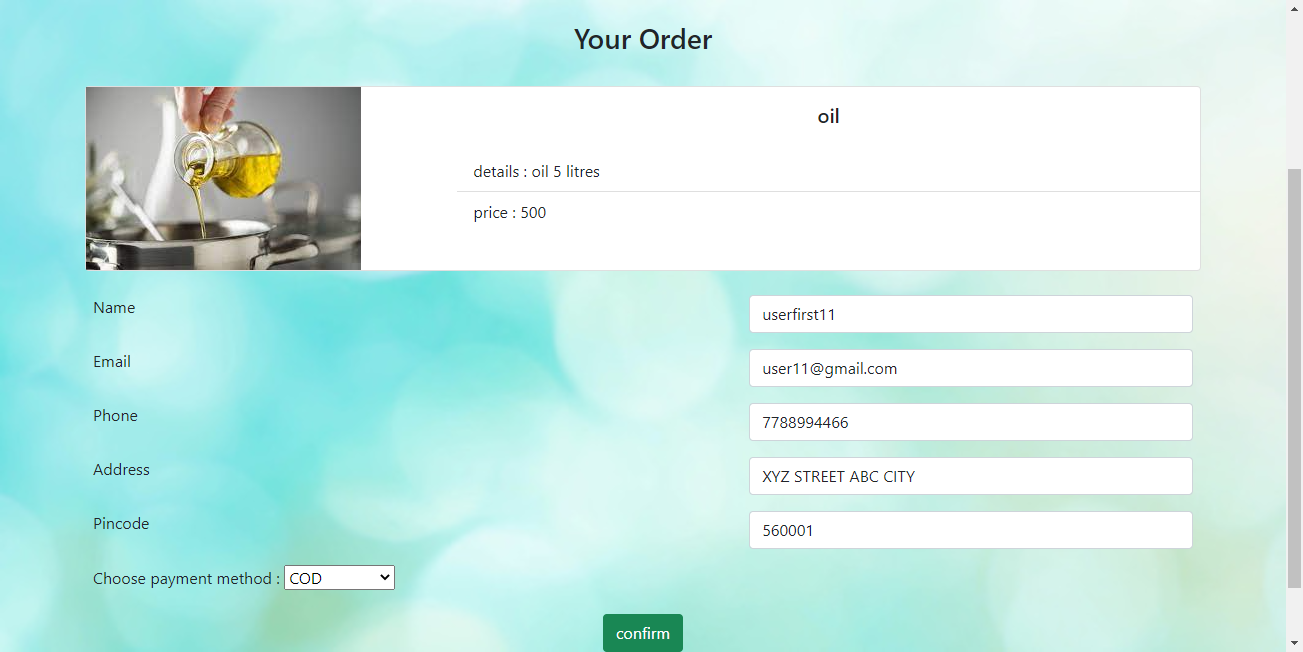 Your Order
oil
details : oil 5 litres
price : 500
Name
userfirst11
Email
user11@gmail.com
Phone
7788994466
Address
XYZ STREET ABC CITY
Pincode
560001
Choose payment method : COD
confirm